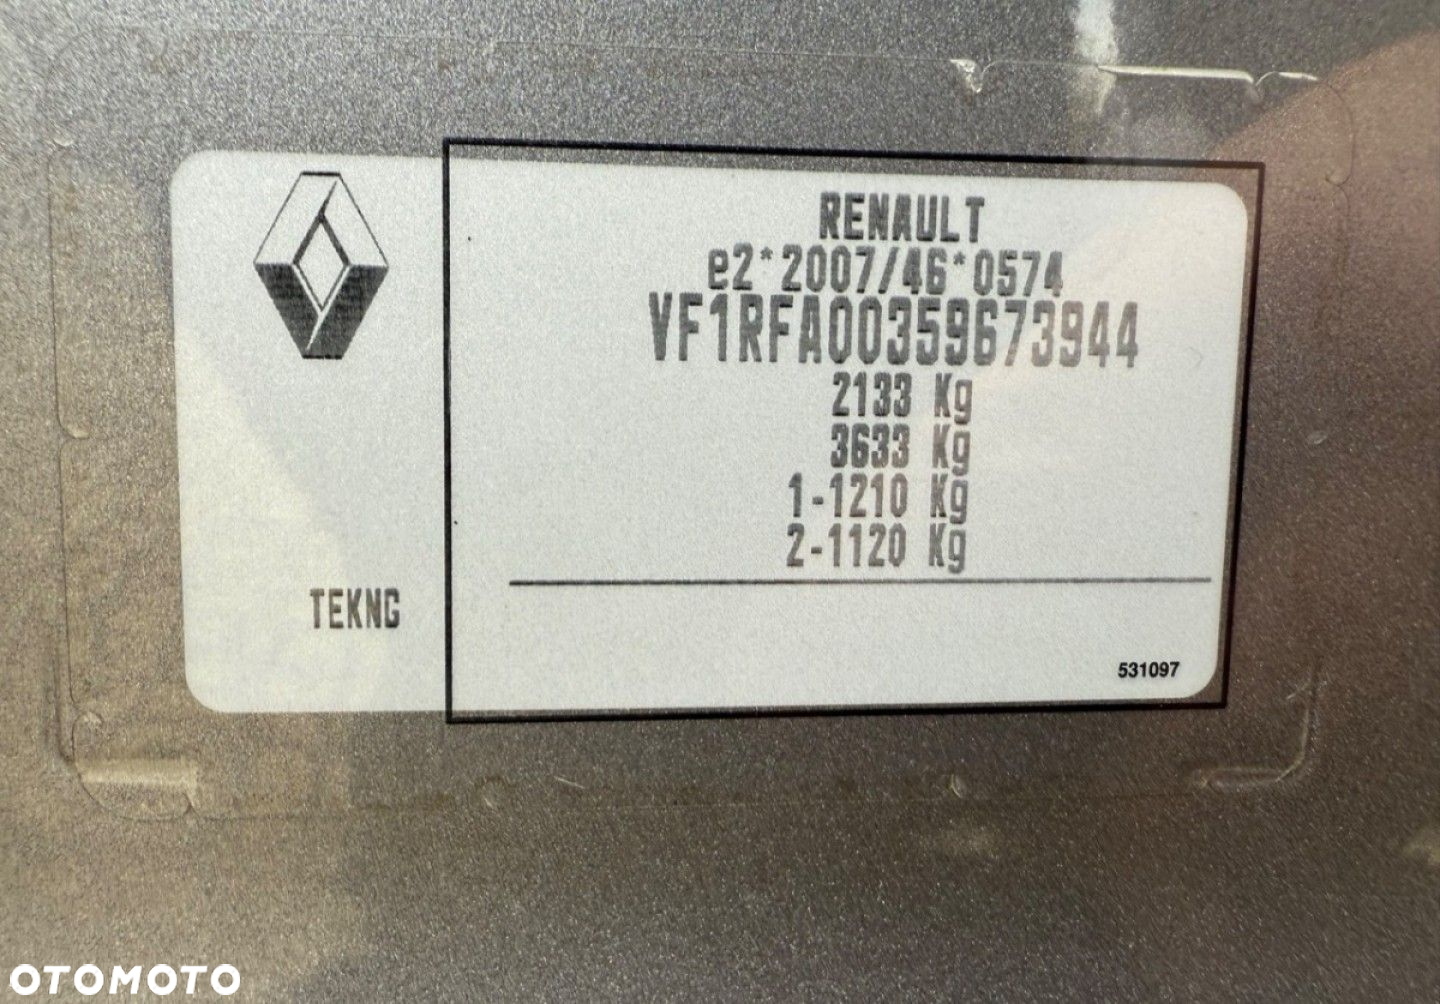 RENAULT
e2*2007/46*0574
VF1RFA00359673944
2133 Kg
3633 Kg
1-1210 Kg
2-1120 Kg
TEKNG
531097
OTOMOTO